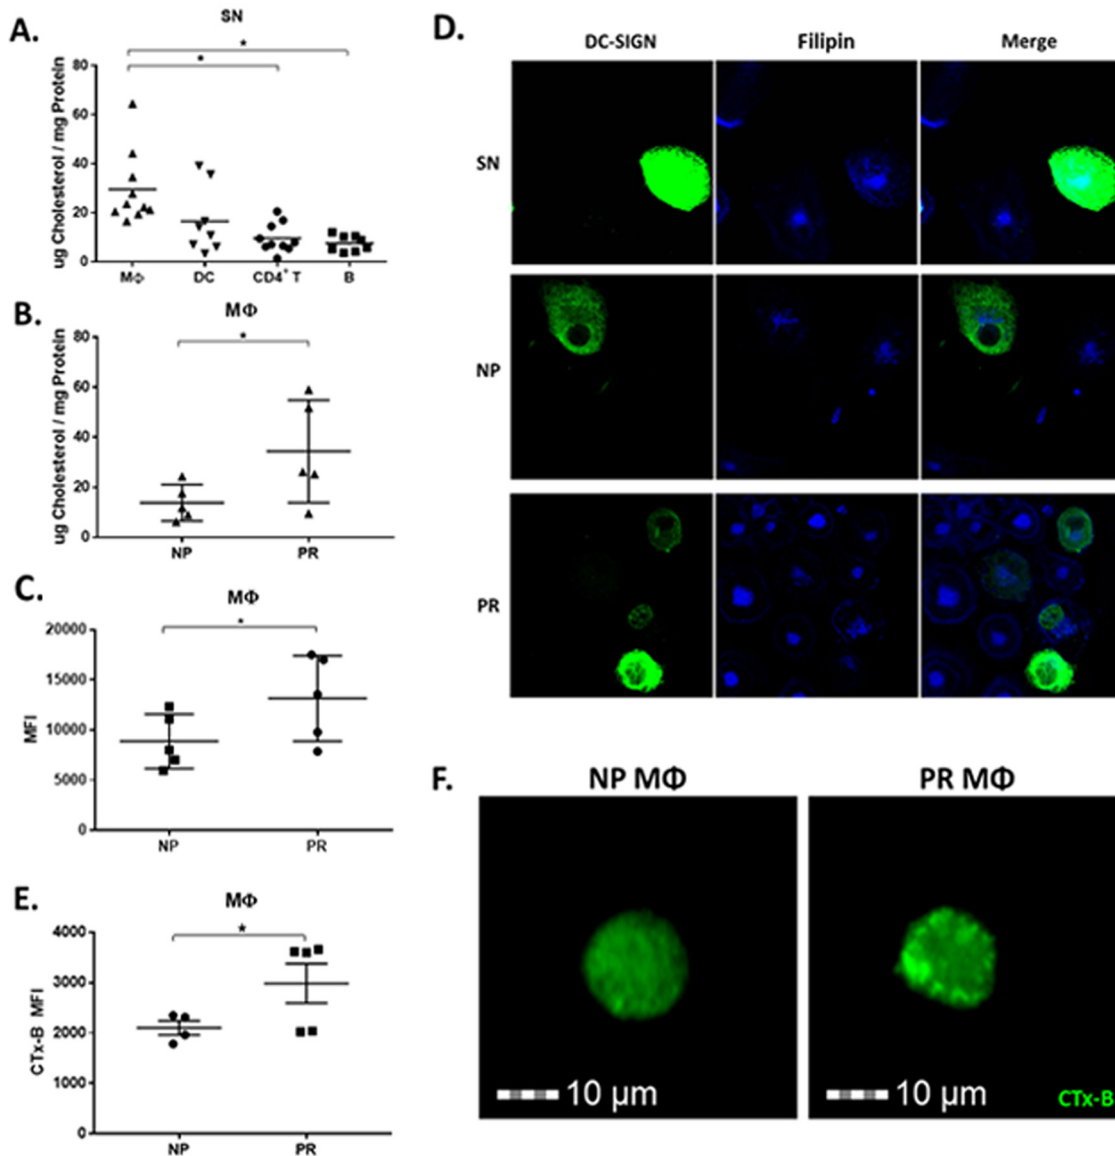 A.
SN
*
*
ug Cholesterol / mg Protein
80
60
40
20
0
MΦ DC CD4⁺ T B
B.
MΦ
*
ug Cholesterol / mg Protein
80
60
40
20
0
NP PR
C.
MΦ
*
MFI
20000
15000
10000
5000
0
NP PR
E.
MΦ
*
CTx-B MFI
4000
3000
2000
1000
0
NP PR
D.
DC-SIGN Filipin Merge
SN
NP
PR
F.
NP MΦ PR MΦ
10 µm
10 µm
CTx-B